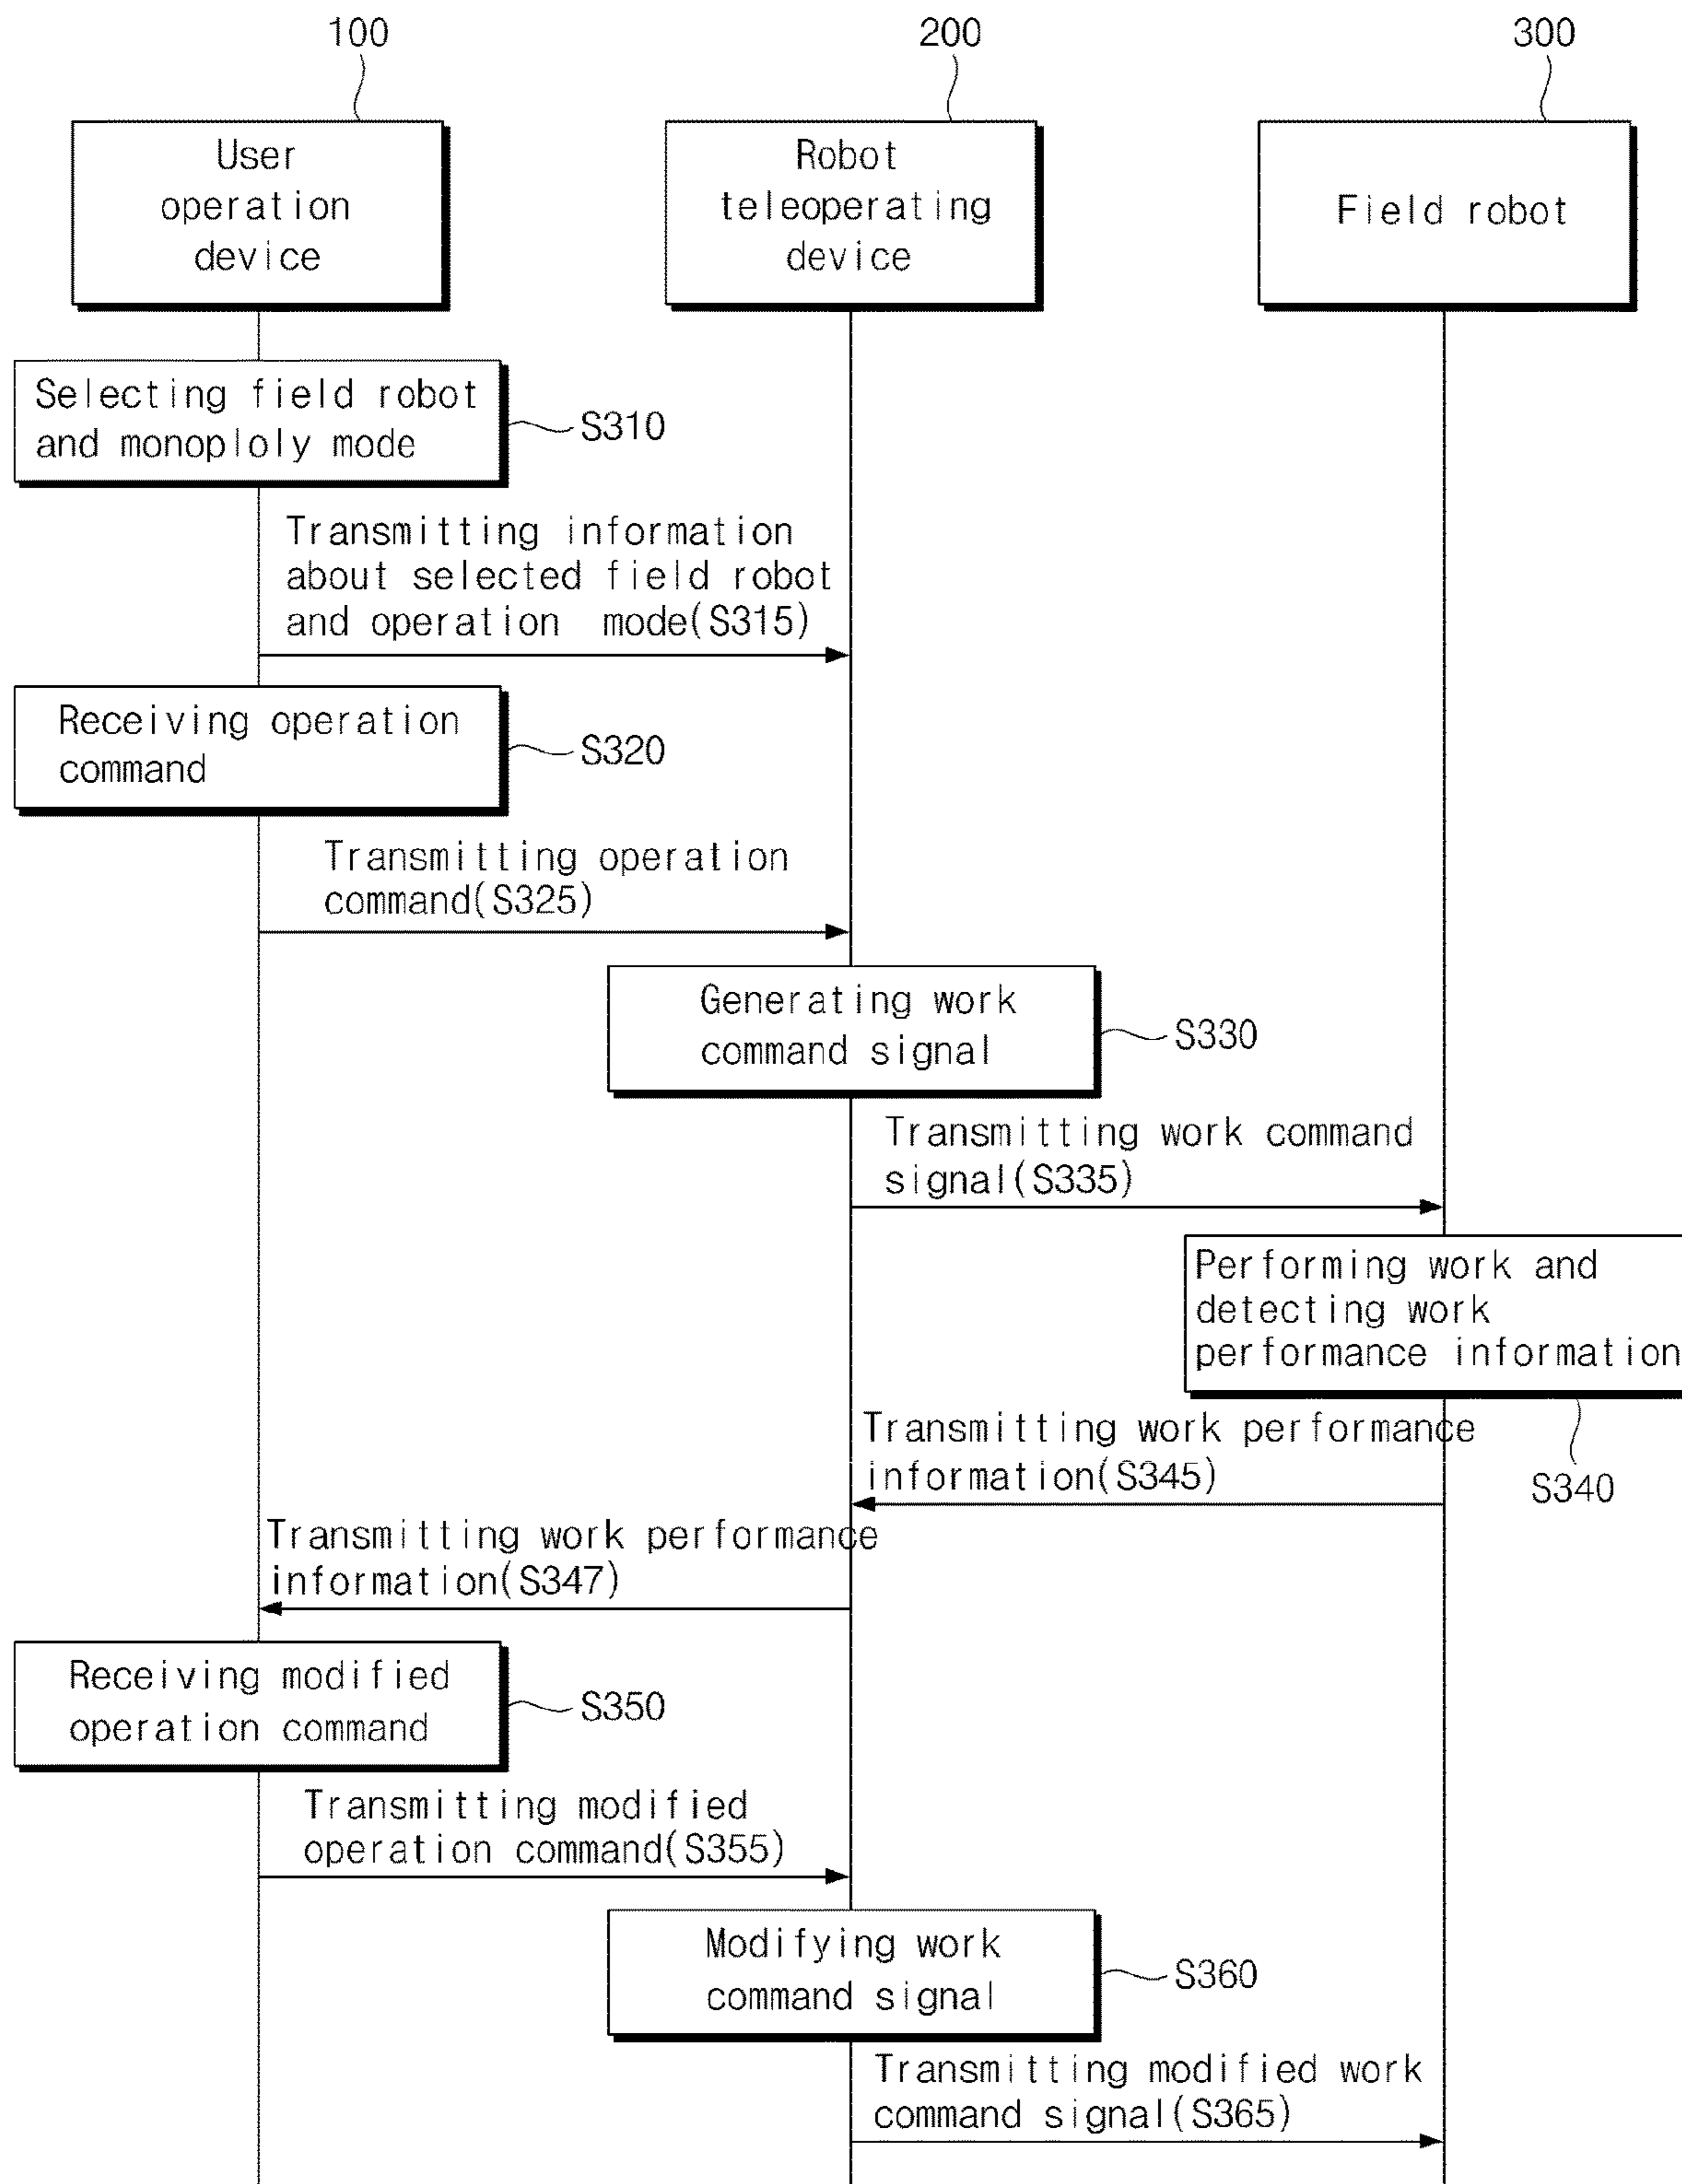 100
200
300
User
operation
device
Robot
teleoperating
device
Field robot
Selecting field robot
and monoploly mode
S310
Transmitting information
about selected field robot
and operation mode(S315)
Receiving operation
command
S320
Transmitting operation
command(S325)
Generating work
command signal
S330
Transmitting work command
signal(S335)
Performing work and
detecting work
performance information
S340
Transmitting work performance
information(S345)
Transmitting work performance
information(S347)
Receiving modified
operation command
S350
Transmitting modified
operation command(S355)
Modifying work
command signal
S360
Transmitting modified work
command signal(S365)